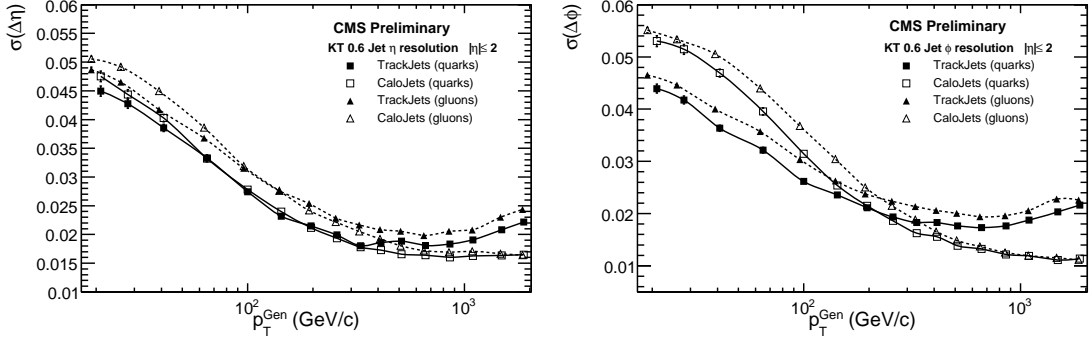 σ(Δη)
0.06
0.055
0.05
0.045
0.04
0.035
0.03
0.025
0.02
0.015
0.01
CMS Preliminary
KT 0.6 Jet η resolution |η|≤ 2
TrackJets (quarks)
CaloJets (quarks)
TrackJets (gluons)
CaloJets (gluons)
10²
10³
p_T^Gen (GeV/c)
σ(Δϕ)
0.06
0.05
0.04
0.03
0.02
0.01
CMS Preliminary
KT 0.6 Jet ϕ resolution |η|≤ 2
TrackJets (quarks)
CaloJets (quarks)
TrackJets (gluons)
CaloJets (gluons)
10²
10³
p_T^Gen (GeV/c)